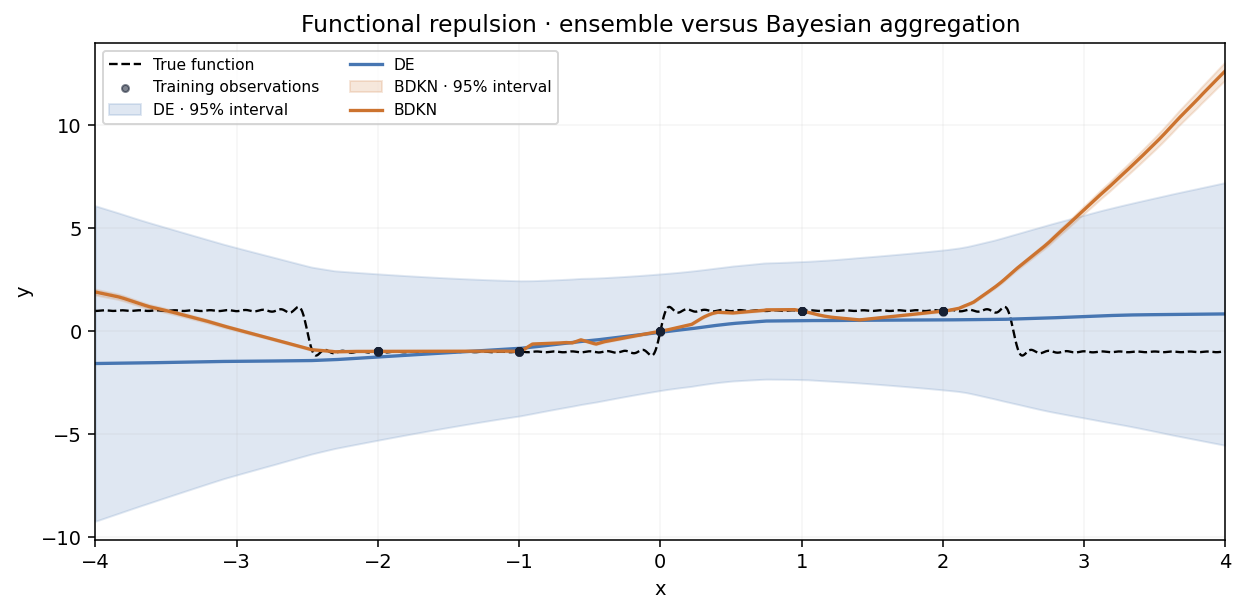 Functional repulsion · ensemble versus Bayesian aggregation
True function
Training observations
DE · 95% interval
DE
BDKN · 95% interval
BDKN
y
10
5
0
−5
−10
−4
−3
−2
−1
0
1
2
3
4
x